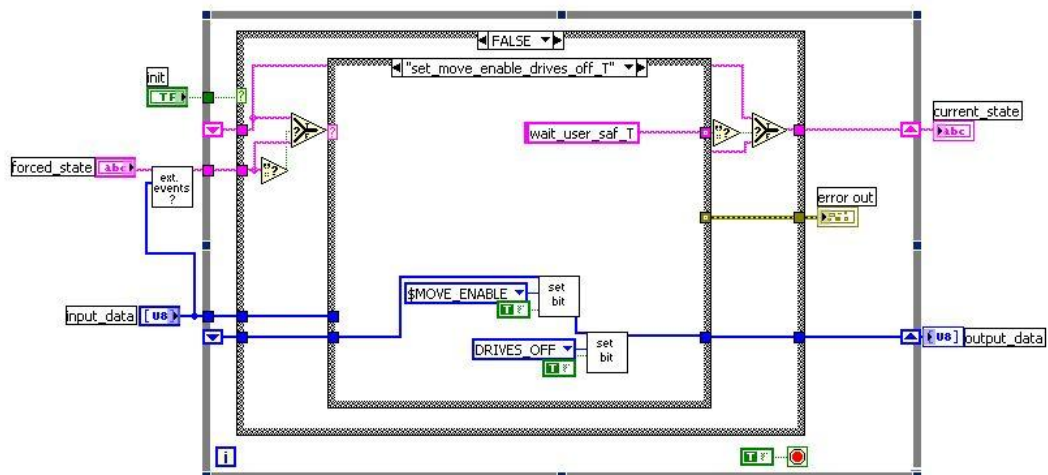 FALSE
"set_move_enable_drives_off_T"
init
TF
?
?
?
wait_user_saf_T
?
?
current_state
abc
forced_state
abc
ext.
events
?
?
error out
$MOVE_ENABLE
set
bit
T
input_data
[U8]
DRIVES_OFF
set
bit
T
U8]
output_data
i
T